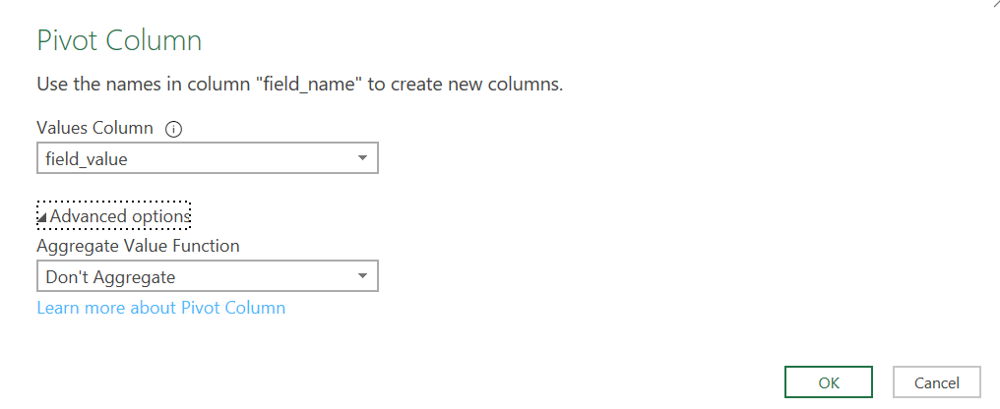 Pivot Column
Use the names in column "field_name" to create new columns.
Values Column
field_value
Advanced options
Aggregate Value Function
Don't Aggregate
Learn more about Pivot Column
OK
Cancel